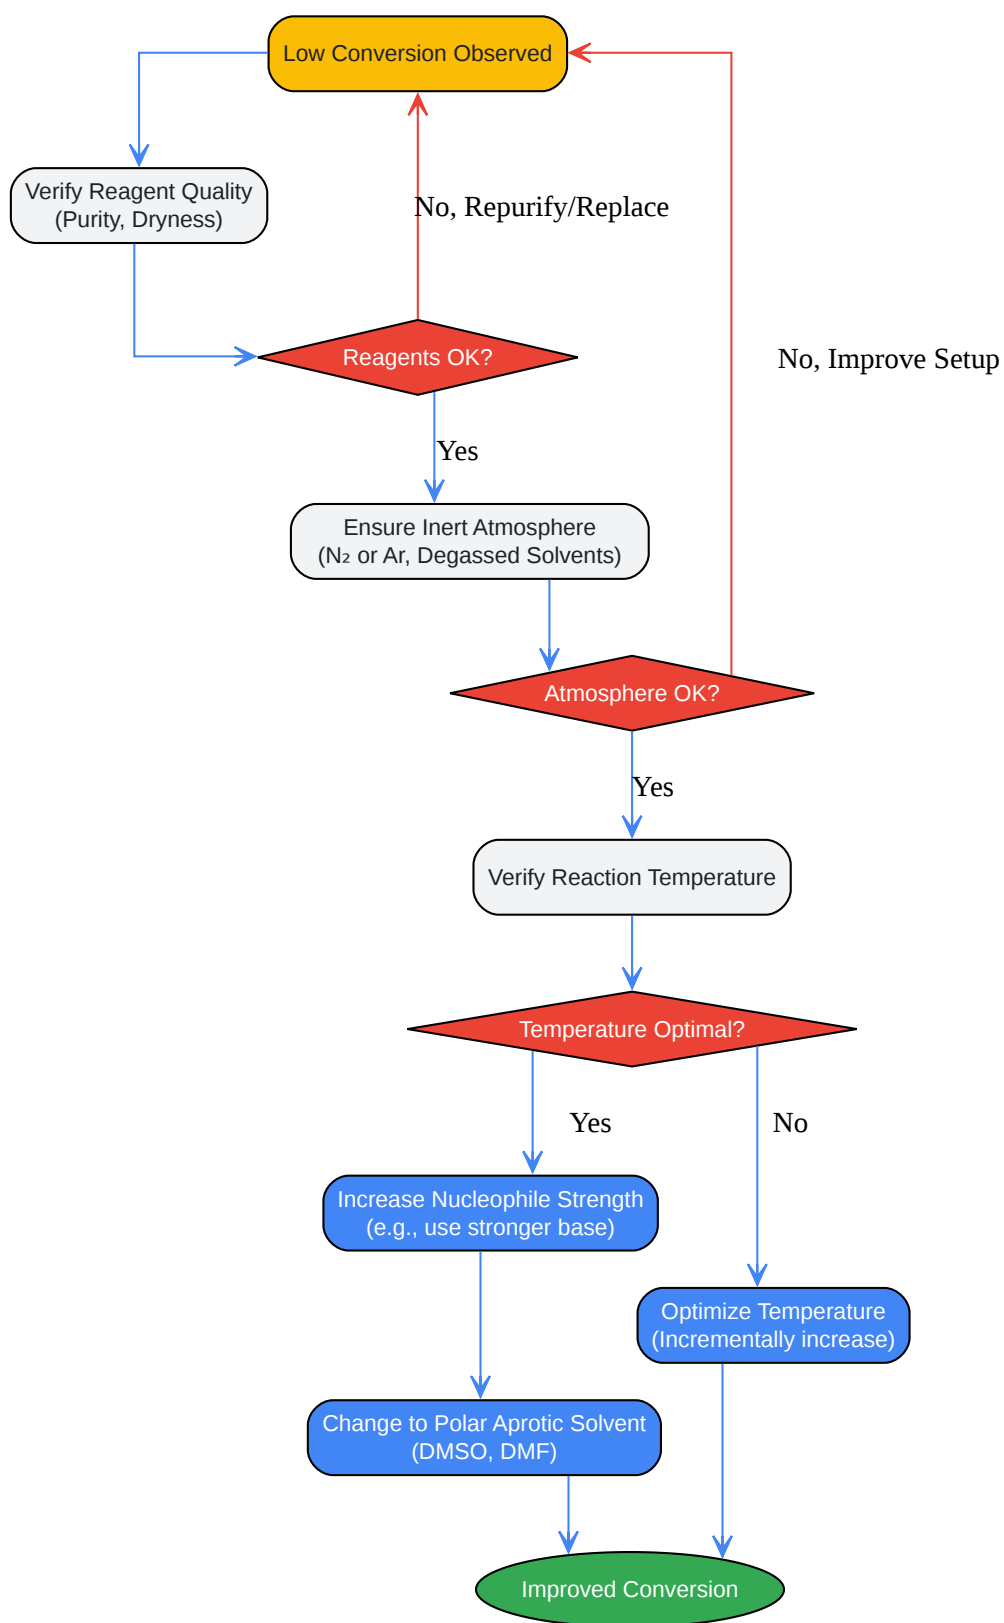 Low Conversion Observed
Verify Reagent Quality
(Purity, Dryness)
No, Repurify/Replace
Reagents OK?
No, Improve Setup
Yes
Ensure Inert Atmosphere
(N₂ or Ar, Degassed Solvents)
Atmosphere OK?
Yes
Verify Reaction Temperature
Temperature Optimal?
Yes
No
Increase Nucleophile Strength
(e.g., use stronger base)
Optimize Temperature
(Incrementally increase)
Change to Polar Aprotic Solvent
(DMSO, DMF)
Improved Conversion